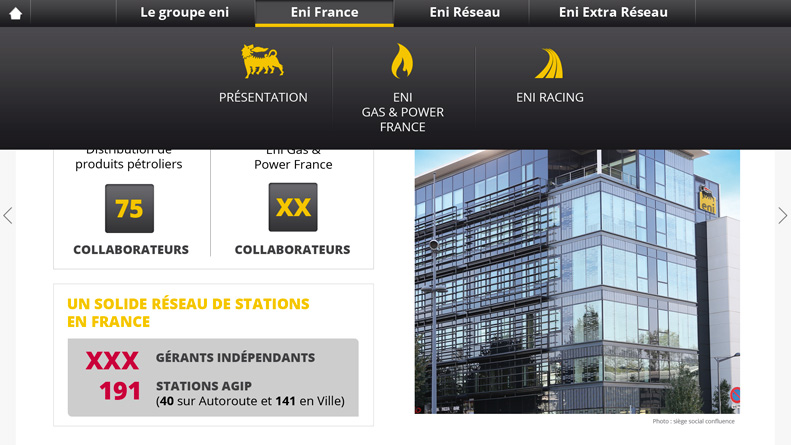 Le groupe eni
Eni France
Eni Réseau
Eni Extra Réseau
PRÉSENTATION
ENI
GAS & POWER
FRANCE
ENI RACING
Distribution de
produits pétroliers
75
COLLABORATEURS
Eni Gas &
Power France
XX
COLLABORATEURS
UN SOLIDE RÉSEAU DE STATIONS
EN FRANCE
XXX GÉRANTS INDÉPENDANTS
191 STATIONS AGIP
(40 sur Autoroute et 141 en Ville)
eni
Photo : siège social confluence